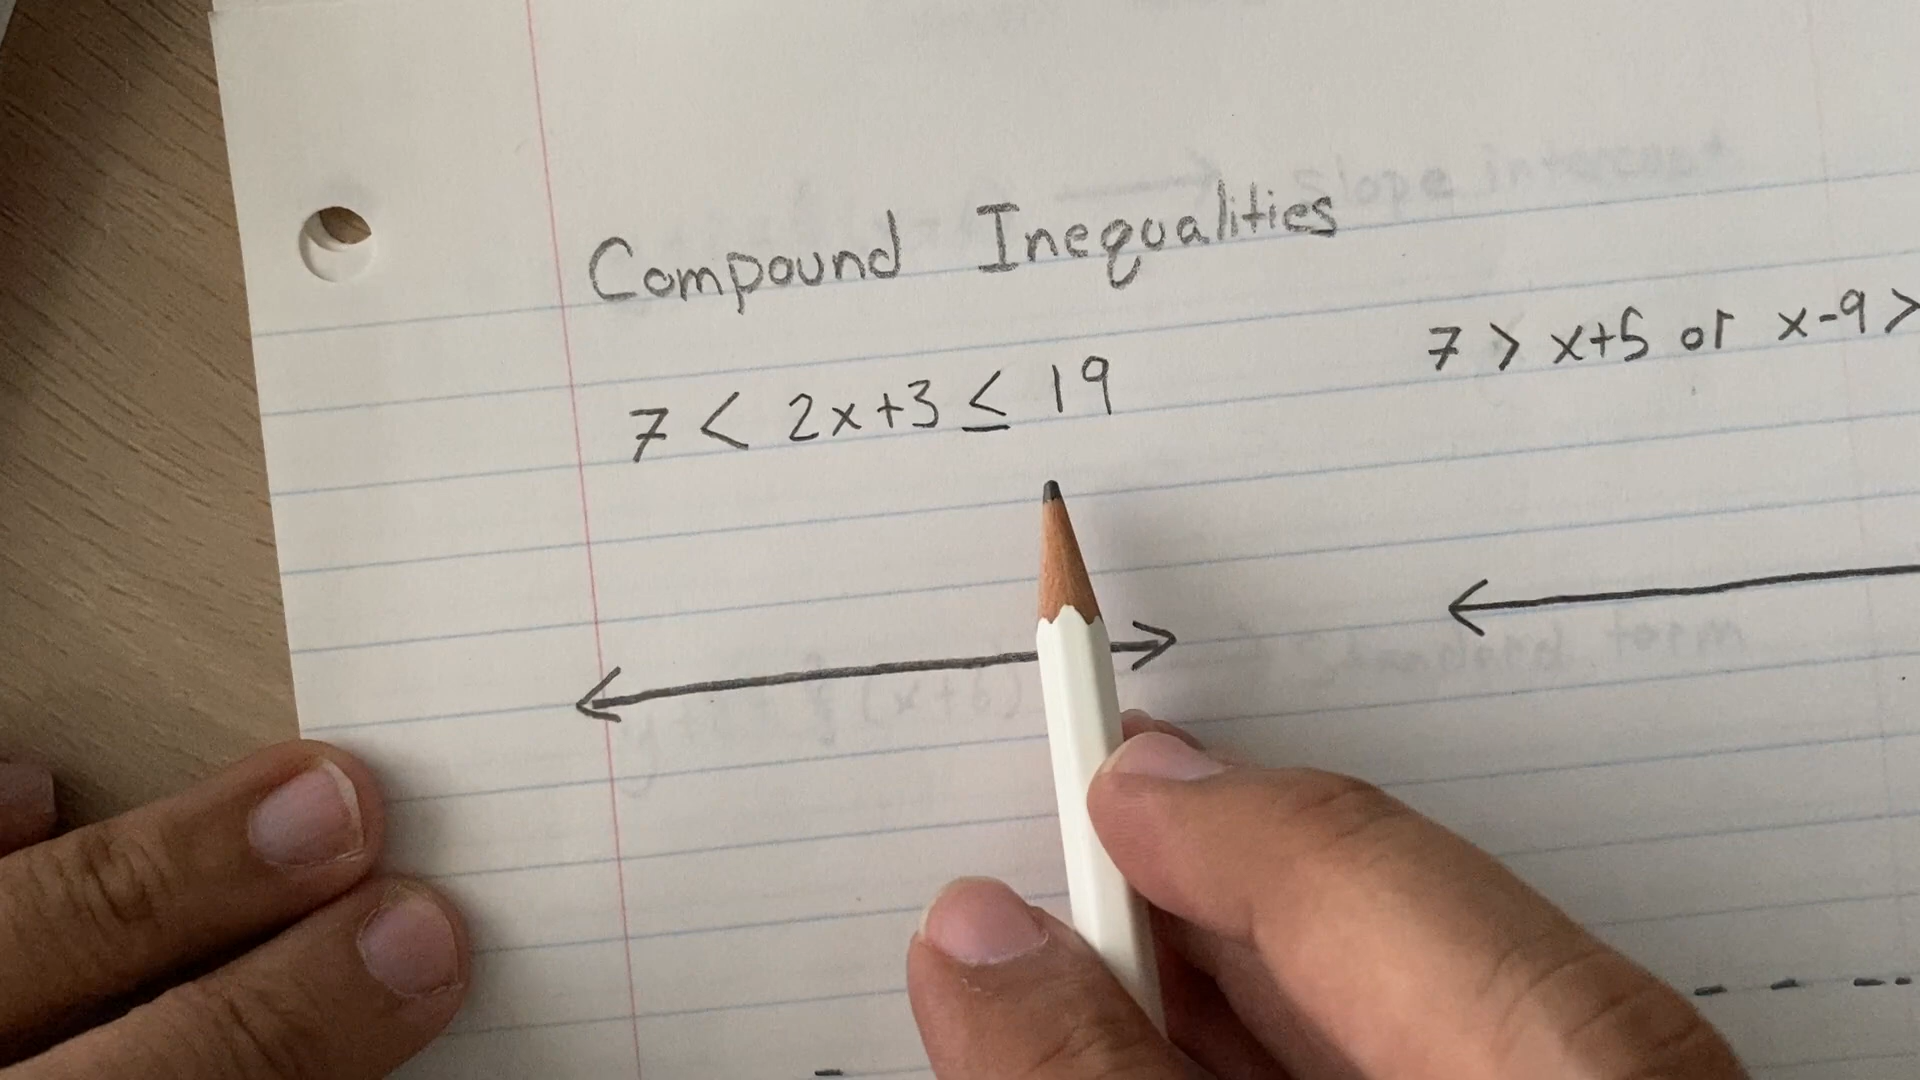 Compound Inequalities
7 < 2x+3 ≤ 19
7 > x+5 or x-9 >